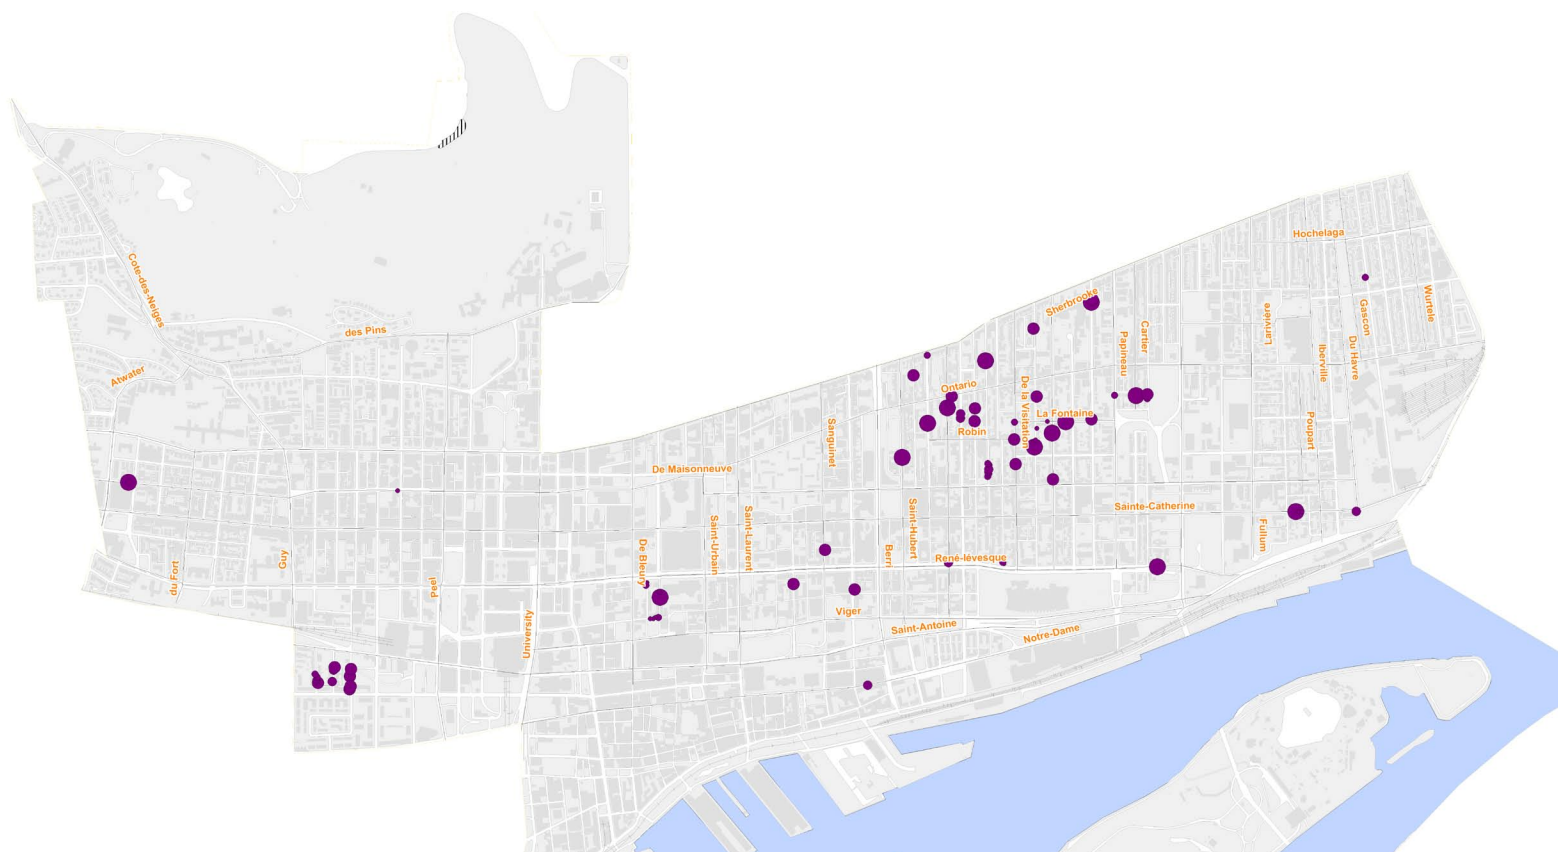 Hochelaga
Cote-des-Neiges
Wurtele
Sherbrooke
Gascon
Lariviere
Cartier
des Pins
Papineau
Iberville
Du Havre
Atwater
Ontario
De la Visitation
La Fontaine
Sanguinet
Robin
Poupart
De Maisonneuve
Sainte-Catherine
Saint-Hubert
Saint-Laurent
Saint-Urbain
Fullum
Guy
De Bleury
Berri
René-lévesque
du Fort
Peel
Viger
University
Saint-Antoine
Notre-Dame